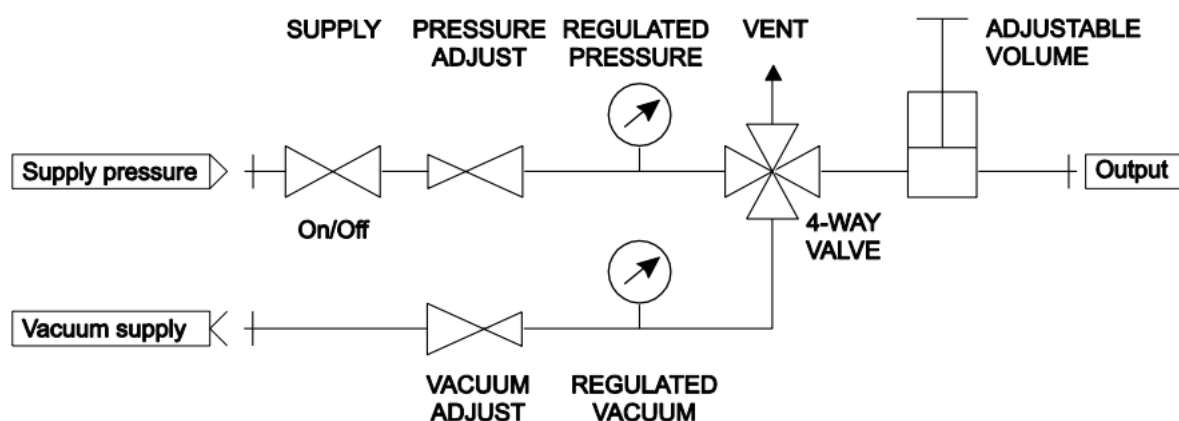 SUPPLY
PRESSURE
ADJUST
REGULATED
PRESSURE
VENT
ADJUSTABLE
VOLUME
Supply pressure
Output
On/Off
4-WAY
VALVE
Vacuum supply
VACUUM
ADJUST
REGULATED
VACUUM